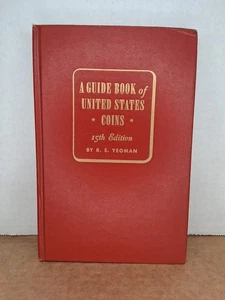 A GUIDE BOOK of
UNITED STATES
* COINS *
15th Edition
BY R. S. YEOMAN